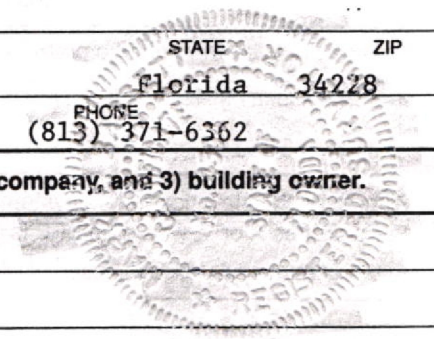 STATE ZIP
Florida 34228
PHONE
(813) 371-6362
company, and 3) building owner.